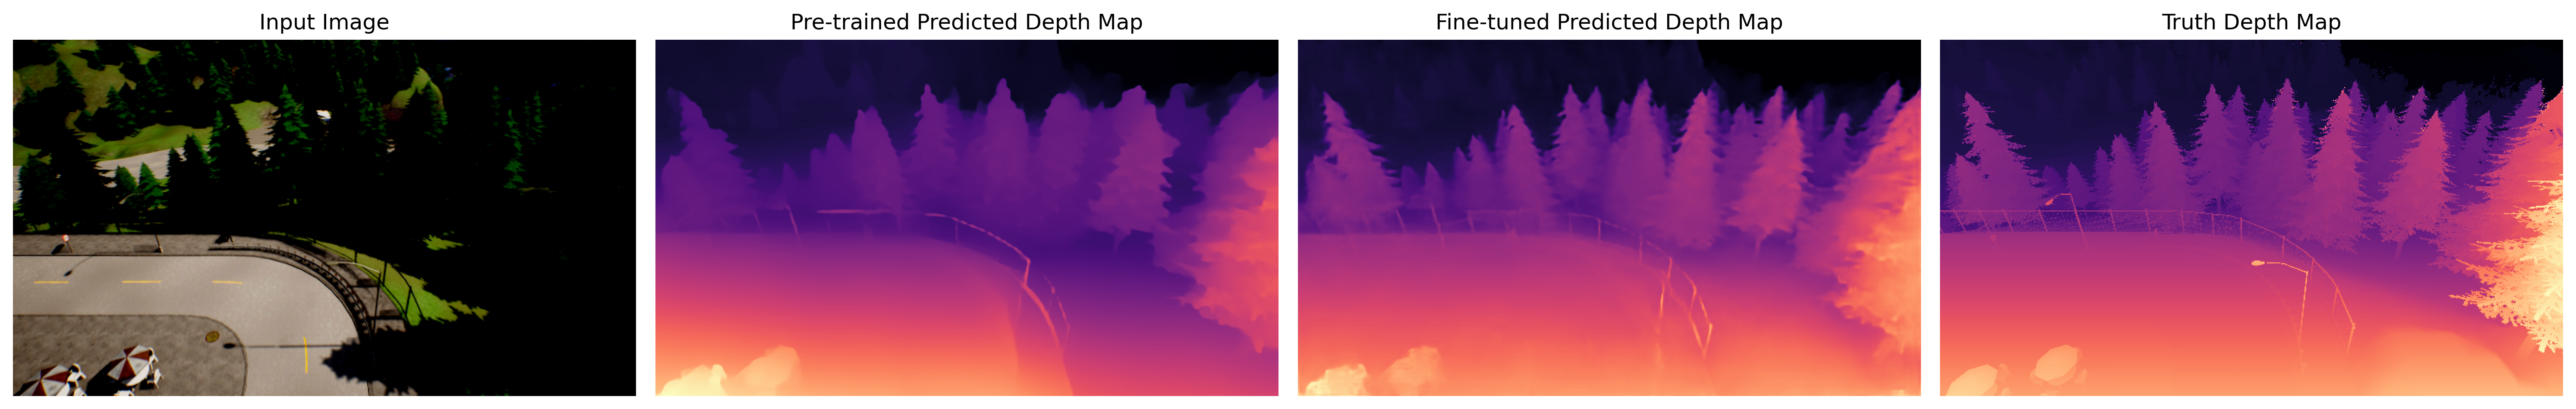 Input Image
Pre-trained Predicted Depth Map
Fine-tuned Predicted Depth Map
Truth Depth Map